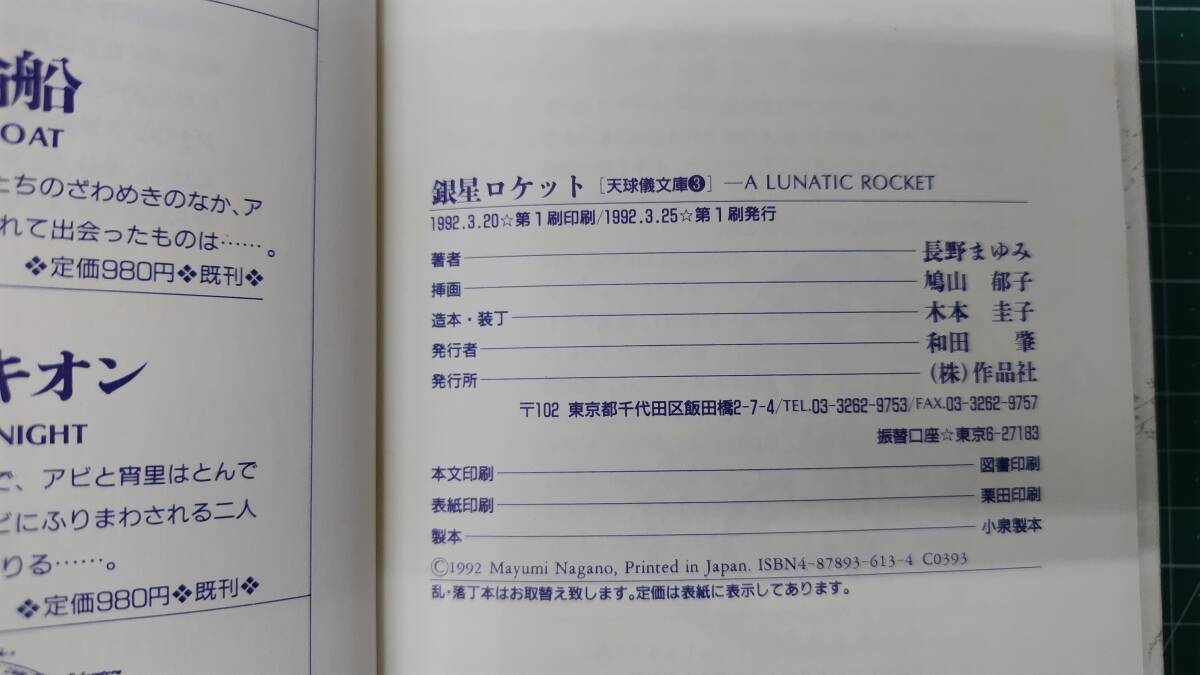 船
OAT
たちのざわめきのなか、ア
れて出会ったものは……。
❖定価980円❖既刊❖
キオン
NIGHT
で、アビと宵里はとんで
どにふりまわされる二人
りる……。
❖定価980円❖既刊❖
銀星ロケット［天球儀文庫❸］—A LUNATIC ROCKET
1992.3.20☆第1刷印刷/1992.3.25☆第1刷発行
著者 長野まゆみ
挿画 鳩山 郁子
造本・装丁 木本 圭子
発行者 和田 肇
発行所 (株)作品社
〒102 東京都千代田区飯田橋2-7-4/TEL.03-3262-9753/FAX.03-3262-9757
振替口座☆東京6-27183
本文印刷 図書印刷
表紙印刷 栗田印刷
製本 小泉製本
©1992 Mayumi Nagano, Printed in Japan. ISBN4-87893-613-4 C0393
乱・落丁本はお取替え致します。定価は表紙に表示してあります。